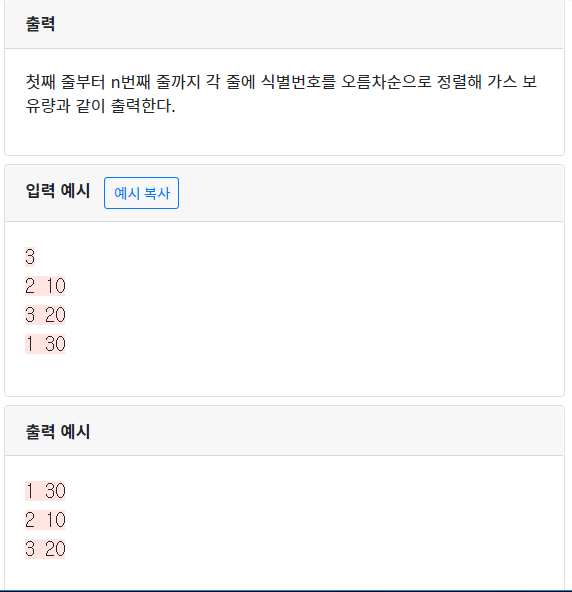 출력
첫째 줄부터 n번째 줄까지 각 줄에 식별번호를 오름차순으로 정렬해 가스 보
유량과 같이 출력한다.
입력 예시 예시 복사
3
2 10
3 20
1 30
출력 예시
1 30
2 10
3 20